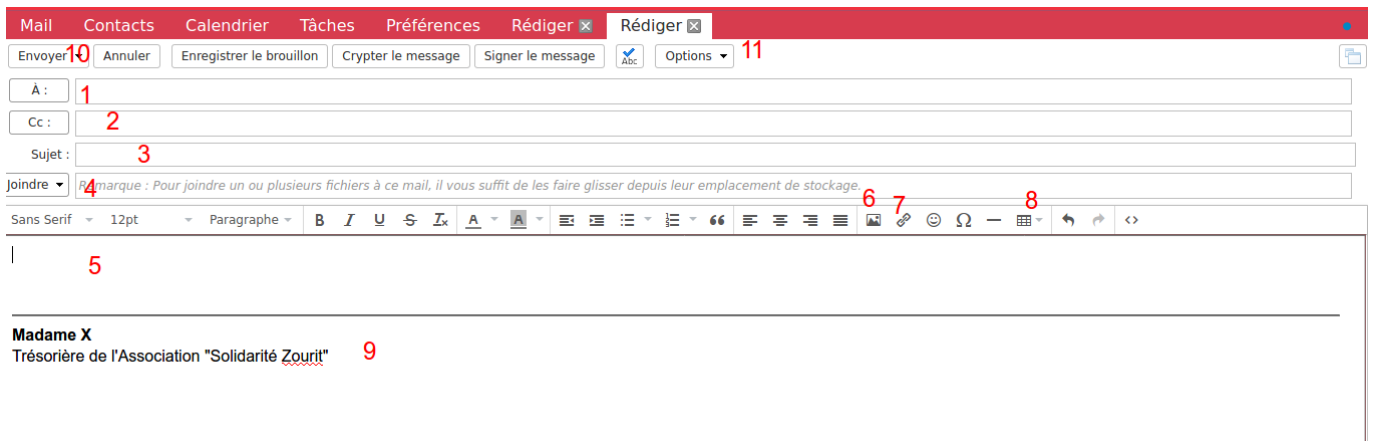 Mail Contacts Calendrier Tâches Préférences Rédiger Rédiger
Envoyer 10 Annuler Enregistrer le brouillon Crypter le message Signer le message Abc Options 11
À : 1
Cc : 2
Sujet : 3
Joindre 4 Remarque : Pour joindre un ou plusieurs fichiers à ce mail, il vous suffit de les faire glisser depuis leur emplacement de stockage.
6 7 8
Sans Serif 12pt Paragraphe B I U S Ix A A Ω
5
Madame X
Trésorière de l'Association "Solidarité Zourit" 9